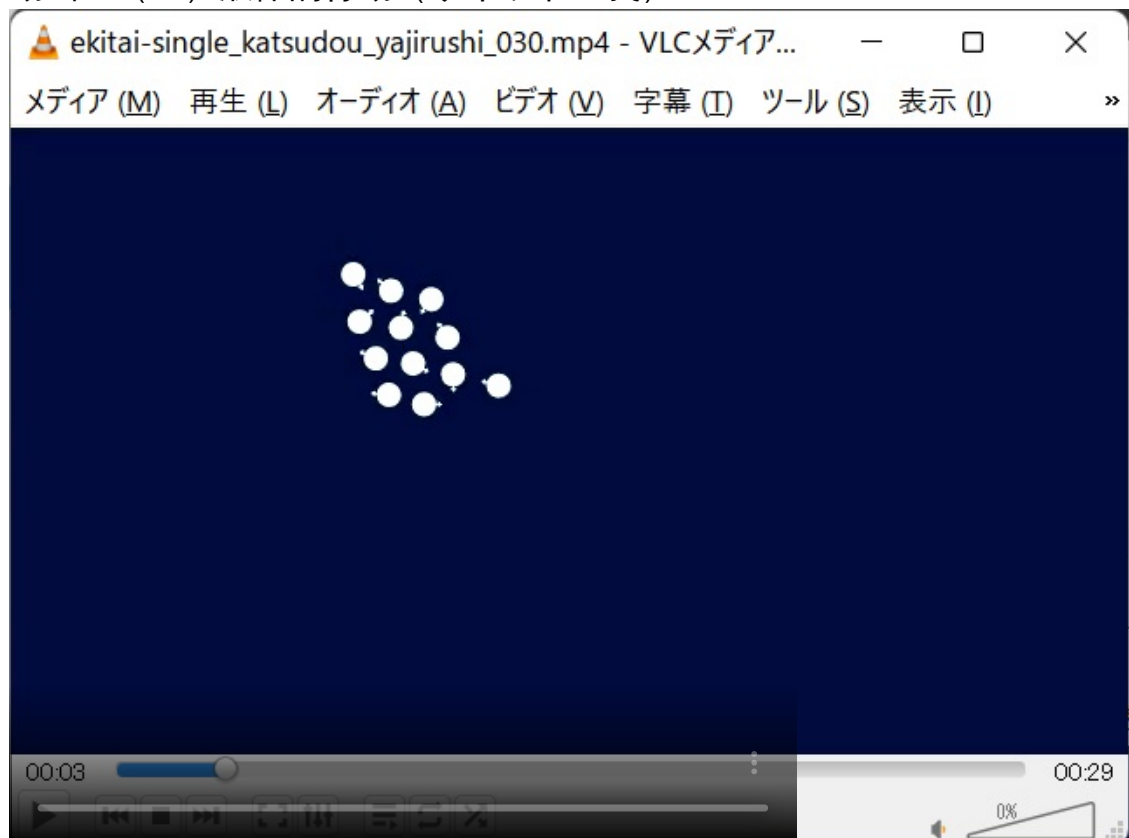 ekitai-single_katsudou_yajirushi_030.mp4 - VLCメディア...
メディア (M) 再生 (L) オーディオ (A) ビデオ (V) 字幕 (T) ツール (S) 表示 (I) »
00:03 00:29
0%